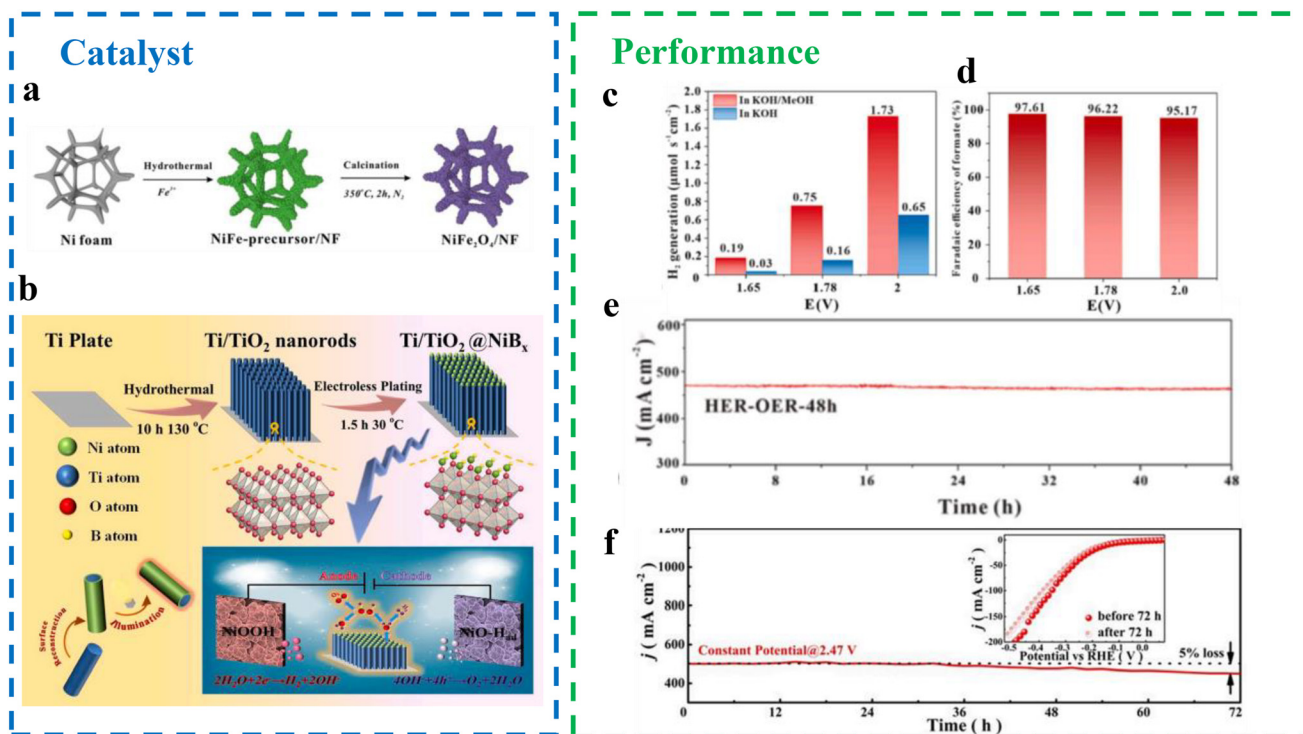 Catalyst
a
Hydrothermal
Fe³⁺
Calcination
350°C, 2h, N₂
Ni foam
NiFe-precursor/NF
NiFe₂O₄/NF
b
Ti Plate
Ti/TiO₂ nanorods
Ti/TiO₂ @NiBₓ
Hydrothermal
10 h 130 °C
Electroless Plating
1.5 h 30 °C
Ni atom
Ti atom
O atom
B atom
Surface
Reconstruction
Illumination
Anode
Cathode
NiOOH
NiO-H
2H₂O+2e⁻→H₂+2OH⁻
4OH⁻+4h⁺→O₂+2H₂O
Performance
c
H₂ generation (μmol s⁻¹ cm⁻²)
2.0
1.8
1.6
1.4
1.2
1.0
0.8
0.6
0.4
0.2
0
In KOH/MeOH
In KOH
0.19
0.03
0.75
0.16
1.73
0.65
1.65
1.78
2
E(V)
d
Faradaic efficiency of formate (%)
100
80
60
40
20
0
97.61
96.22
95.17
1.65
1.78
2.0
E(V)
e
J (mA cm⁻²)
600
500
400
300
HER-OER-48h
0 8 16 24 32 40 48
Time (h)
f
j (mA cm⁻²)
1200
1000
800
600
400
200
0
Constant Potential@2.47 V
5% loss
j (mA cm⁻²)
0
-50
-100
-150
-200
before 72 h
after 72 h
-0.5 -0.4 -0.3 -0.2 -0.1 0.0
Potential vs RHE ( V )
0 12 24 36 48 60 72
Time ( h )